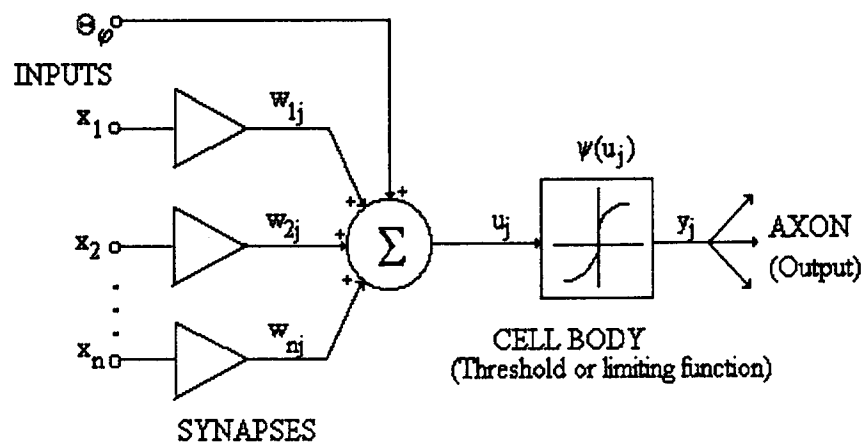 Θφ
INPUTS
x1
w1j
x2
w2j
xn
wnj
SYNAPSES
+
+
+
+
Σ
uj
ψ(uj)
yj
AXON
(Output)
CELL BODY
(Threshold or limiting function)